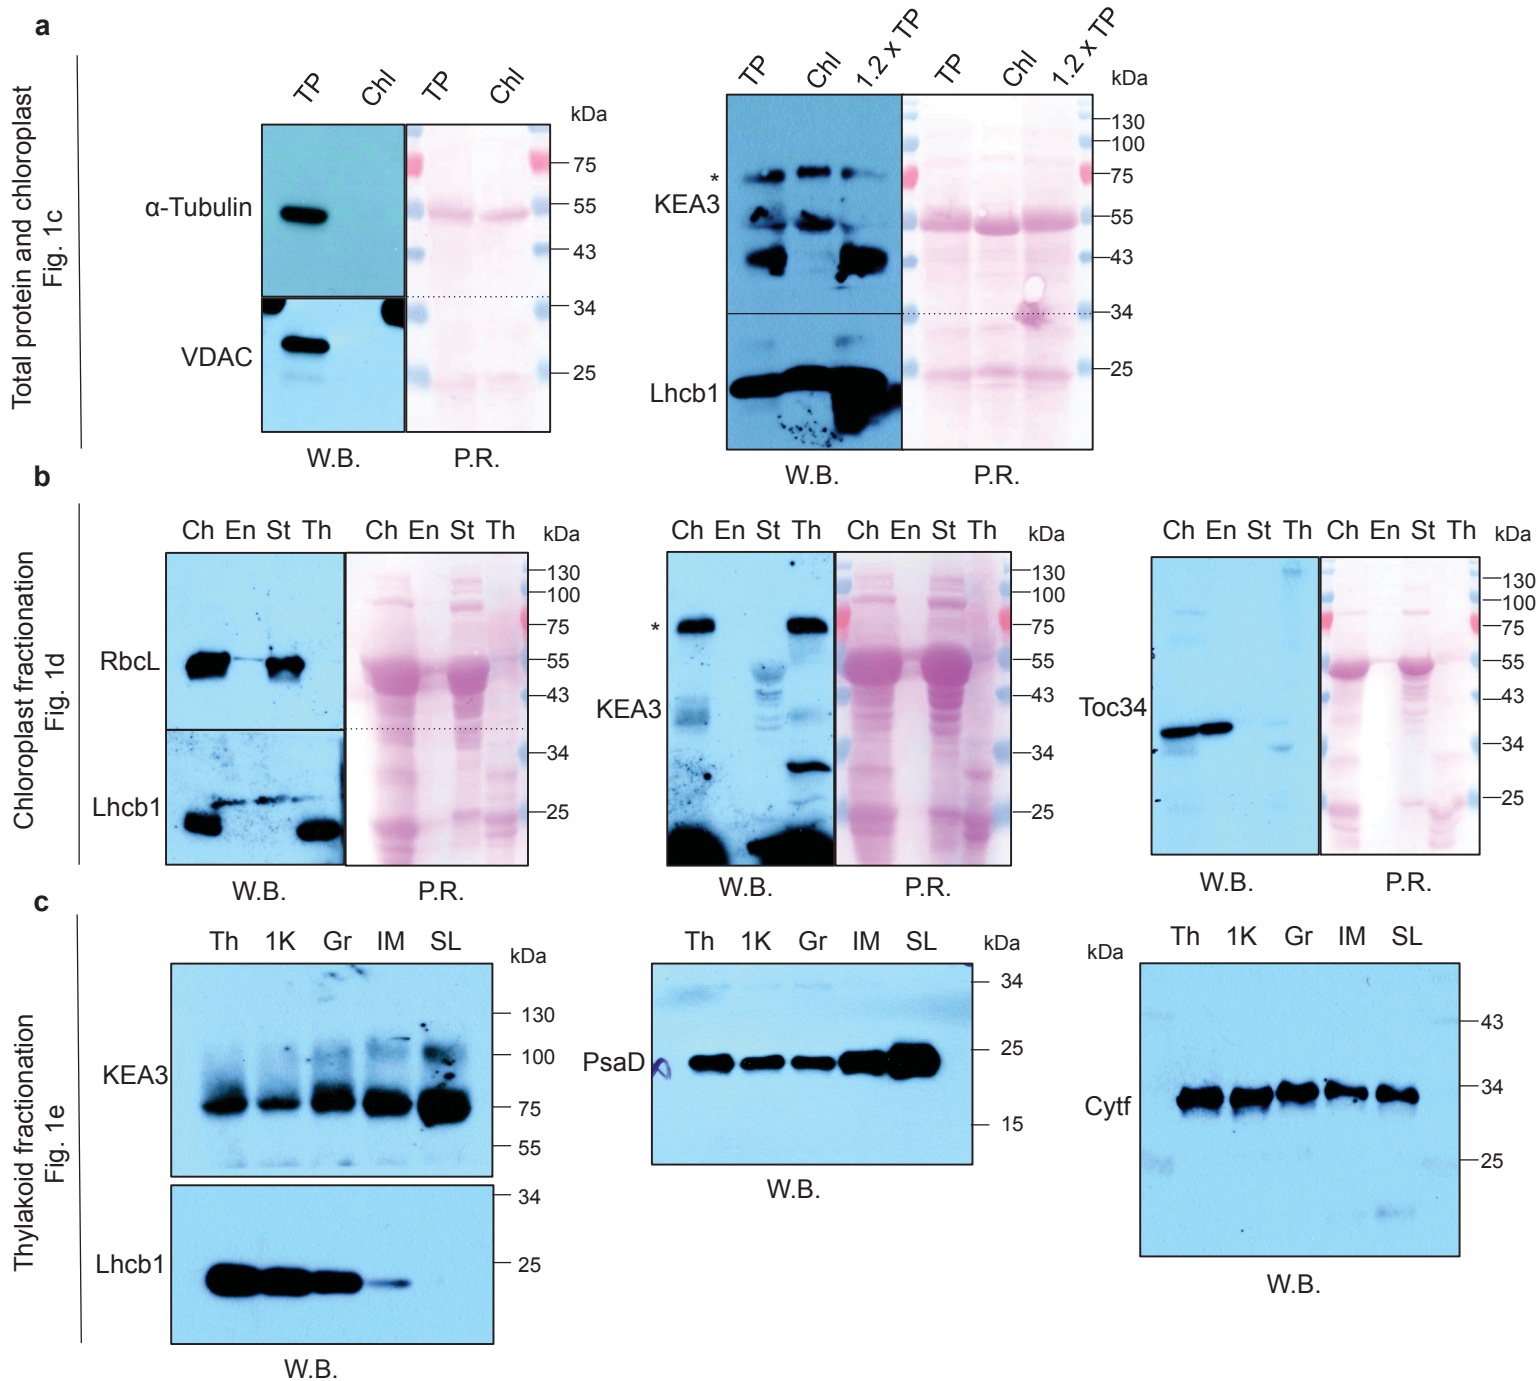 a
Total protein and chloroplast
Fig. 1c
TP Chl TP Chl
kDa
α-Tubulin
VDAC
75
55
43
34
25
W.B. P.R.
TP Chl 1.2 x TP TP Chl 1.2 x TP
kDa
*
KEA3
Lhcb1
130
100
75
55
43
34
25
W.B. P.R.
b
Chloroplast fractionation
Fig. 1d
Ch En St Th Ch En St Th kDa
RbcL
Lhcb1
130
100
75
55
43
34
25
W.B. P.R.
Ch En St Th Ch En St Th kDa
*
KEA3
130
100
75
55
43
34
25
W.B. P.R.
Ch En St Th Ch En St Th kDa
Toc34
130
100
75
55
43
34
25
W.B. P.R.
c
Thylakoid fractionation
Fig. 1e
Th 1K Gr IM SL
kDa
KEA3
130
100
75
55
Lhcb1
34
25
W.B.
Th 1K Gr IM SL kDa
PsaD
34
25
15
W.B.
kDa Th 1K Gr IM SL
Cytf
43
34
25
W.B.